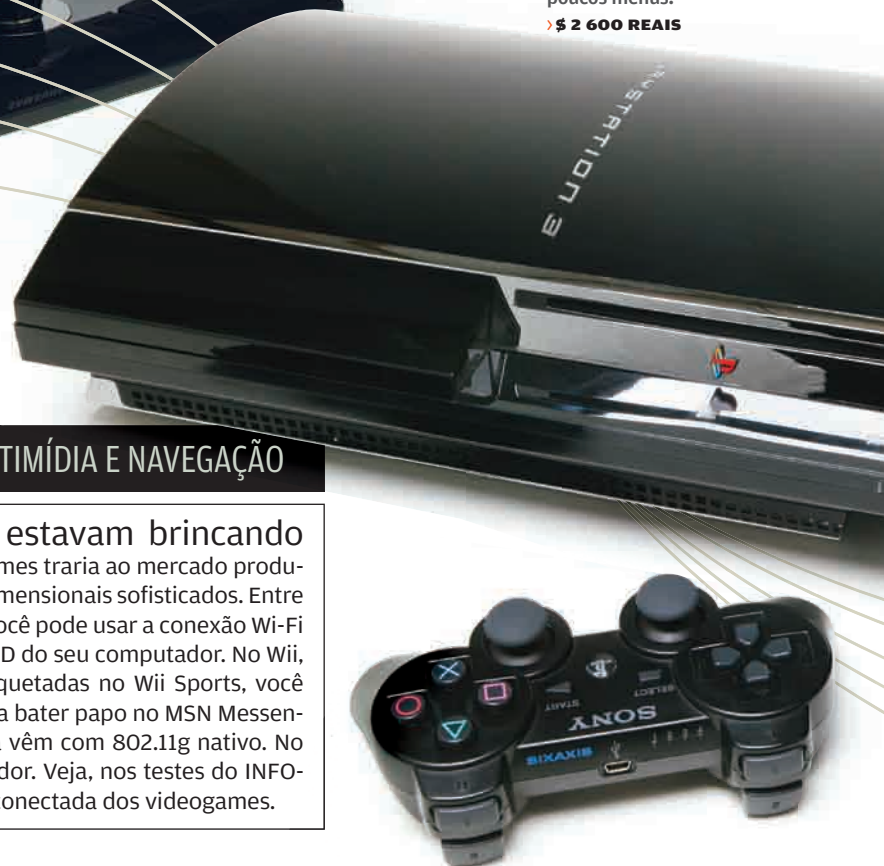 poucos menus.
› $ 2 600 REAIS
PLAYSTATION 3
TIMÍDIA E NAVEGAÇÃO
estavam brincando
mes traria ao mercado produ-
mensionais sofisticados. Entre
ocê pode usar a conexão Wi-Fi
D do seu computador. No Wii,
quetadas no Wii Sports, você
a bater papo no MSN Messen-
vêm com 802.11g nativo. No
dor. Veja, nos testes do INFO-
conectada dos videogames.
SELECT
START
SONY
SIXAXIS